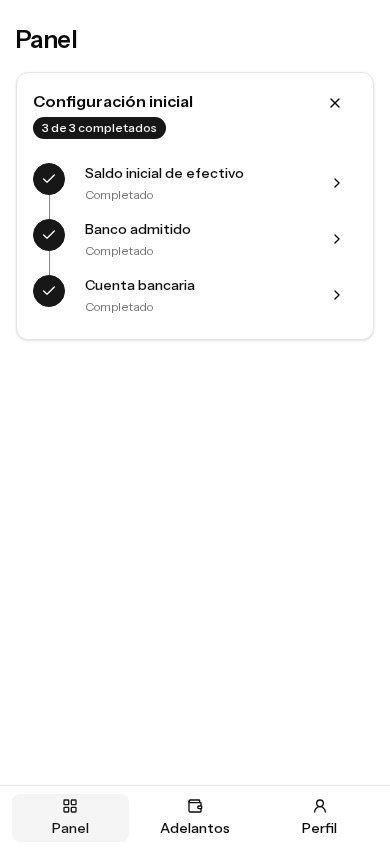 Panel
Configuración inicial
3 de 3 completados
Saldo inicial de efectivo
Completado
Banco admitido
Completado
Cuenta bancaria
Completado
Panel
Adelantos
Perfil